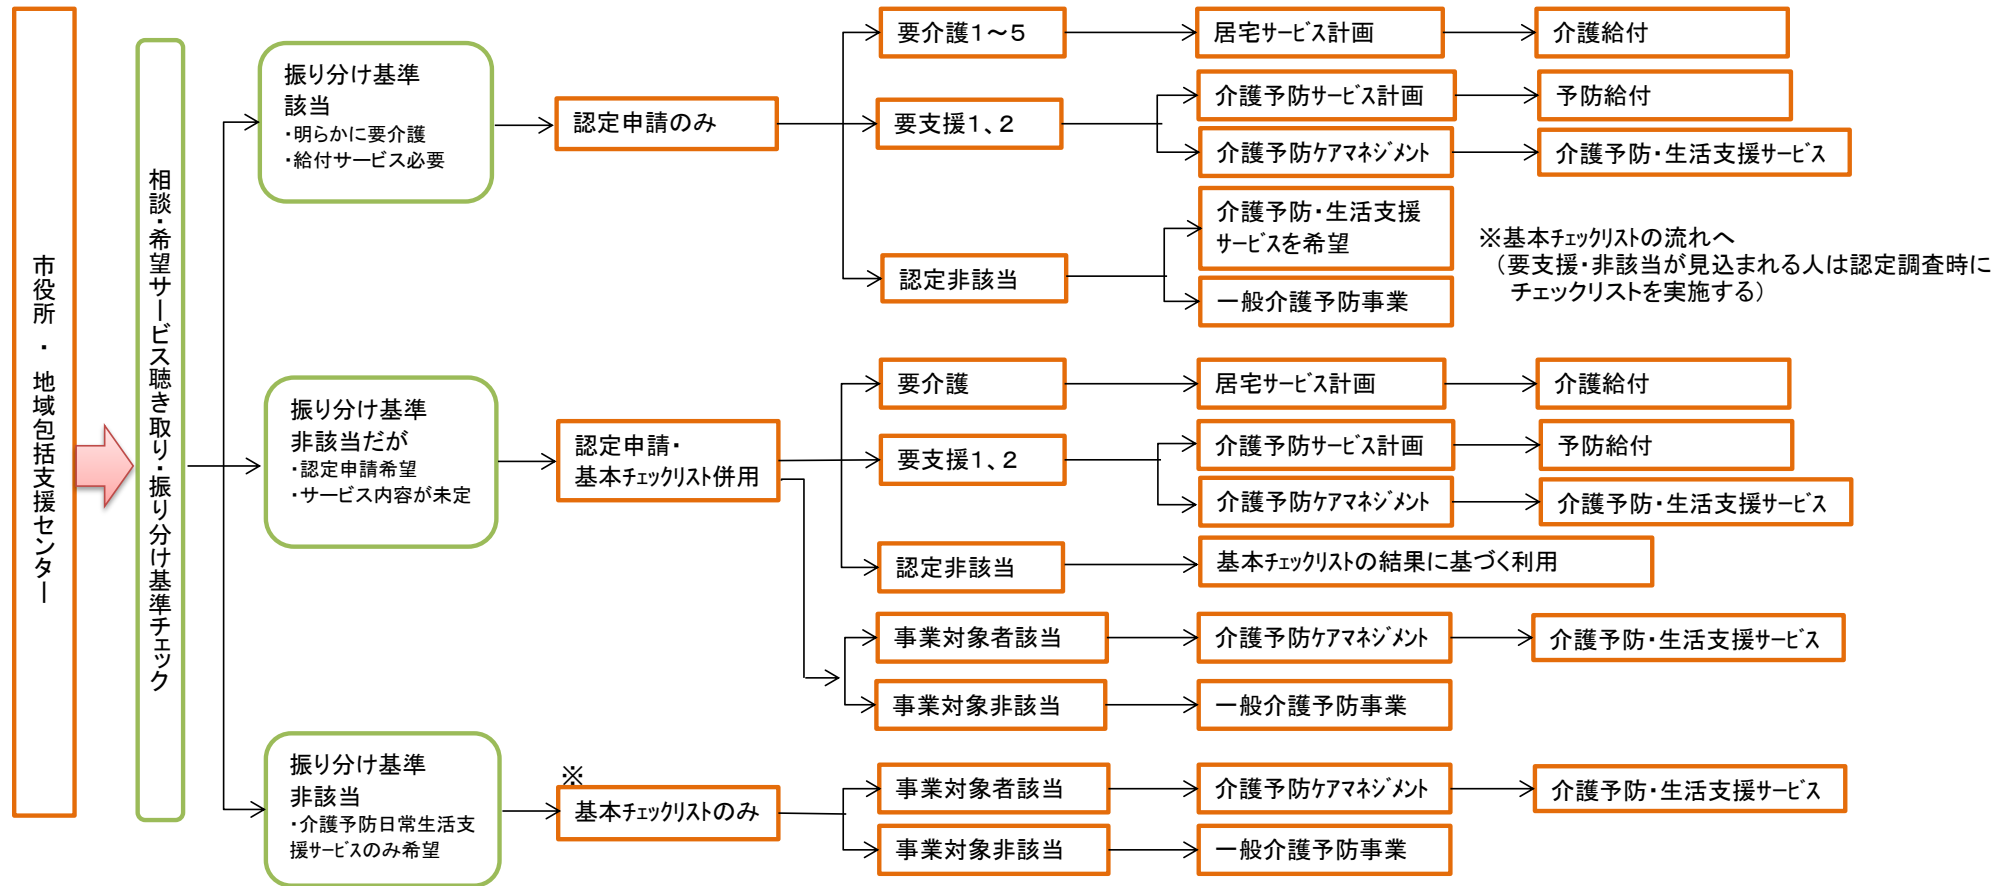 市役所 ・ 地域包括支援センター
相談・希望サービス聴き取り・振り分け基準チェック
振り分け基準
該当
・明らかに要介護
・給付サービス必要
認定申請のみ
要介護1～5
居宅サービス計画
介護給付
要支援1、2
介護予防サービス計画
予防給付
介護予防ケアマネジメント
介護予防・生活支援サービス
認定非該当
介護予防・生活支援
サービスを希望
一般介護予防事業
※基本チェックリストの流れへ
（要支援・非該当が見込まれる人は認定調査時に
チェックリストを実施する）
振り分け基準
非該当だが
・認定申請希望
・サービス内容が未定
認定申請・
基本チェックリスト併用
要介護
居宅サービス計画
介護給付
要支援1、2
介護予防サービス計画
予防給付
介護予防ケアマネジメント
介護予防・生活支援サービス
認定非該当
基本チェックリストの結果に基づく利用
事業対象者該当
介護予防ケアマネジメント
介護予防・生活支援サービス
事業対象非該当
一般介護予防事業
振り分け基準
非該当
・介護予防日常生活支
援サービスのみ希望
※
基本チェックリストのみ
事業対象者該当
介護予防ケアマネジメント
介護予防・生活支援サービス
事業対象非該当
一般介護予防事業